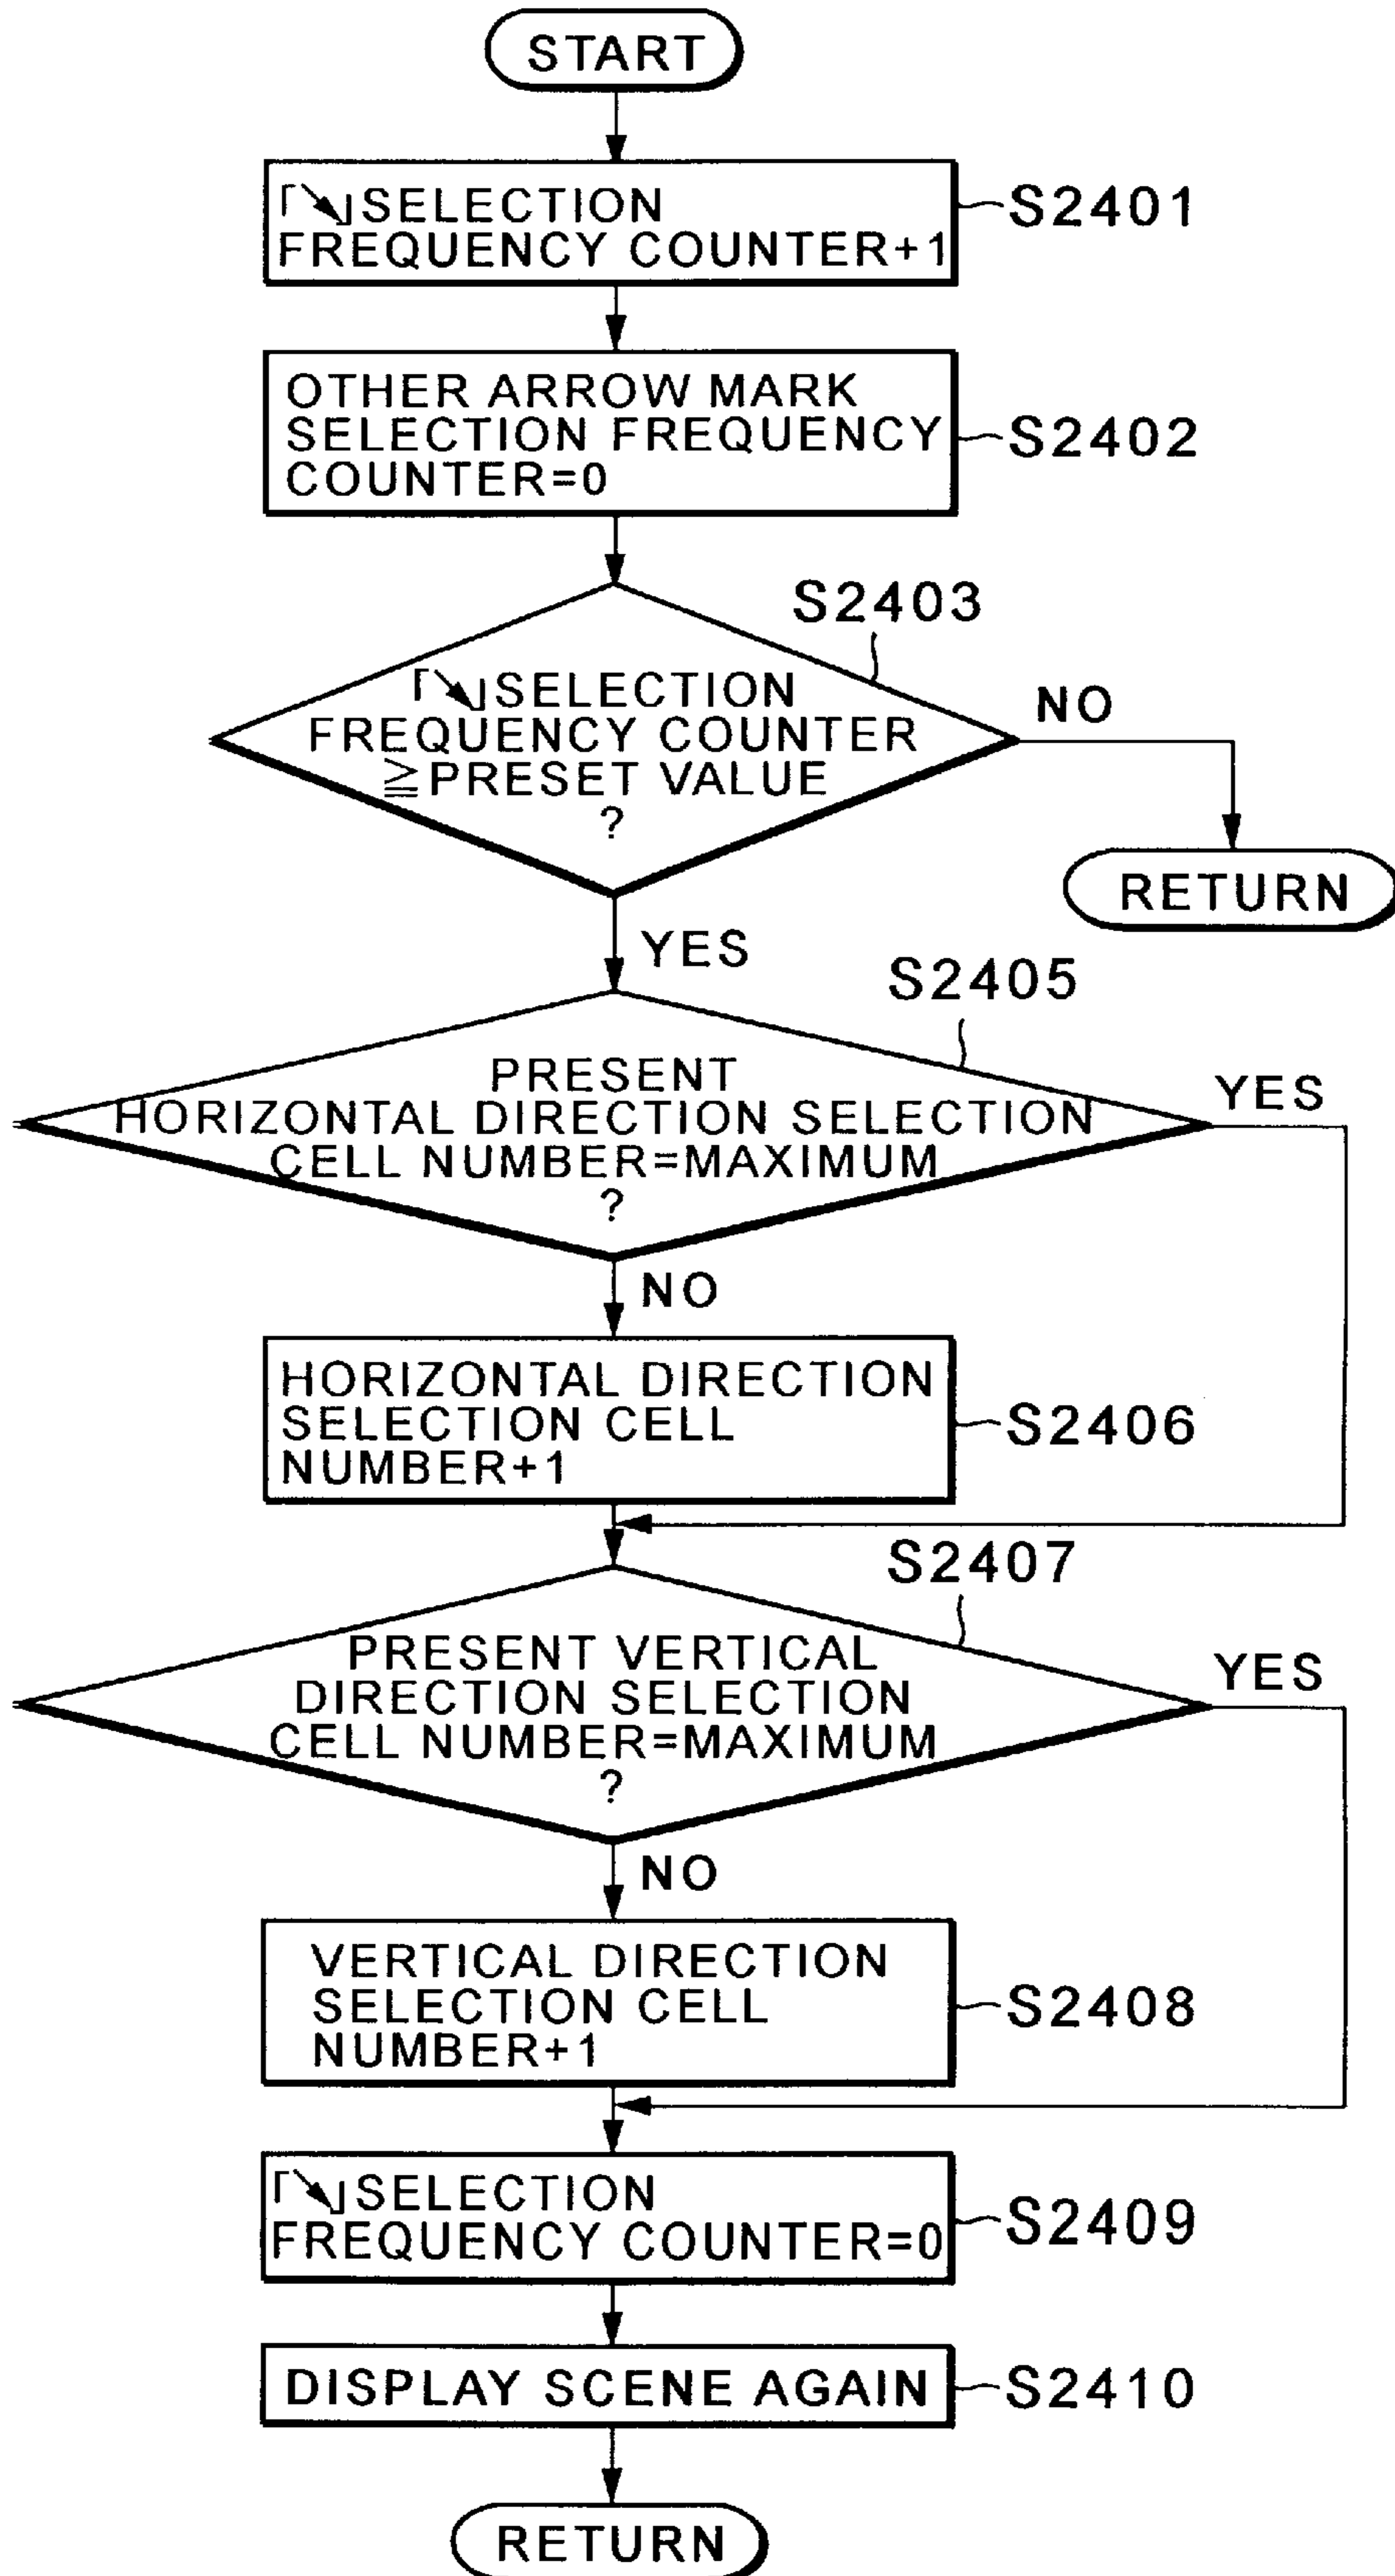 START
「↘」SELECTION
FREQUENCY COUNTER+1
S2401
OTHER ARROW MARK
SELECTION FREQUENCY
COUNTER=0
S2402
S2403
「↘」SELECTION
FREQUENCY COUNTER
≧PRESET VALUE
?
NO
RETURN
YES
S2405
PRESENT
HORIZONTAL DIRECTION SELECTION
CELL NUMBER=MAXIMUM
?
YES
NO
HORIZONTAL DIRECTION
SELECTION CELL
NUMBER+1
S2406
S2407
PRESENT VERTICAL
DIRECTION SELECTION
CELL NUMBER=MAXIMUM
?
YES
NO
VERTICAL DIRECTION
SELECTION CELL
NUMBER+1
S2408
「↘」SELECTION
FREQUENCY COUNTER=0
S2409
DISPLAY SCENE AGAIN
S2410
RETURN